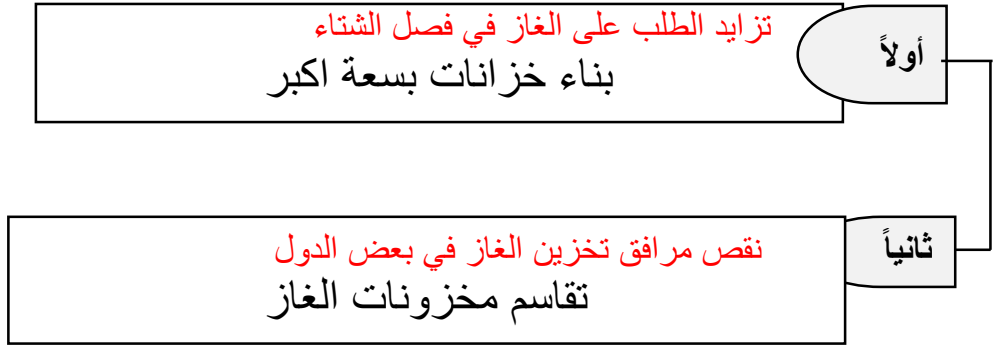 أولاً
تزايد الطلب على الغاز في فصل الشتاء
بناء خزانات بسعة اكبر
ثانياً
نقص مرافق تخزين الغاز في بعض الدول
تقاسم مخزونات الغاز